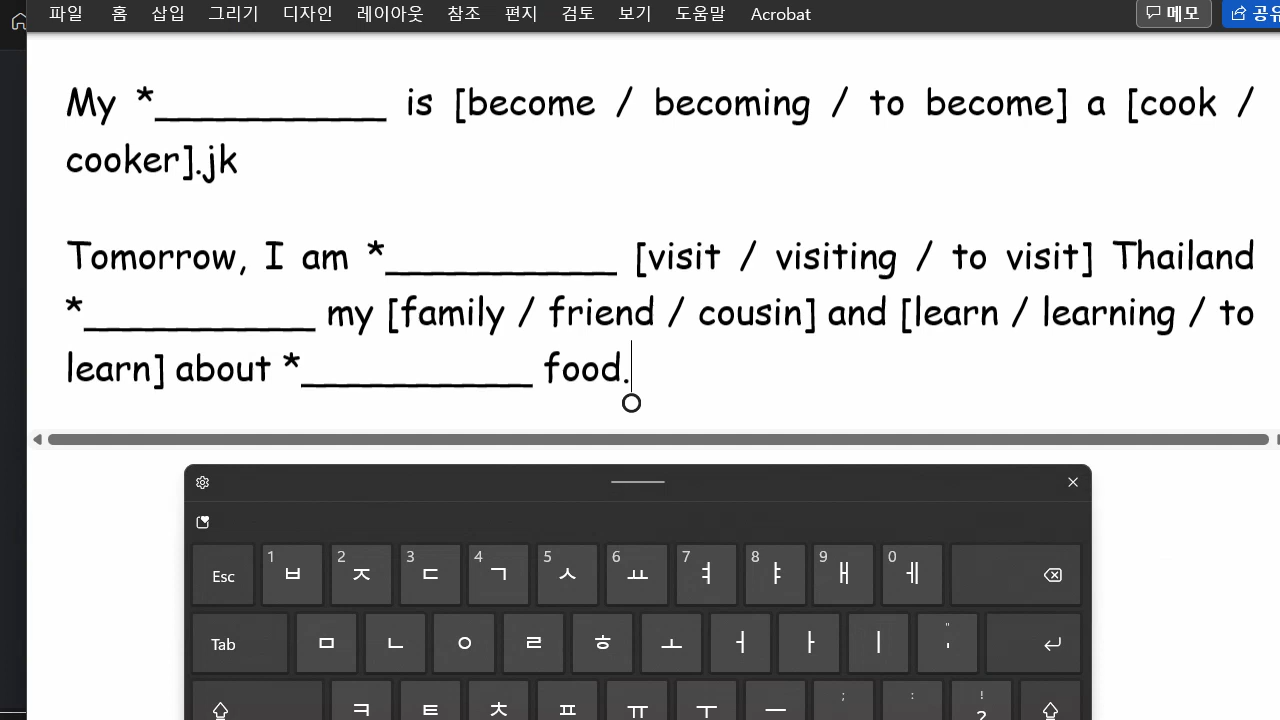 파일 홈 삽입 그리기 디자인 레이아웃 참조 편지 검토 보기 도움말 Acrobat 메모 공유
My *__________ is [become / becoming / to become] a [cook /
cooker].jk
Tomorrow, I am *__________ [visit / visiting / to visit] Thailand
*__________ my [family / friend / cousin] and [learn / learning / to
learn] about *__________ food.
1 ㅂ 2 ㅈ 3 ㄷ 4 ㄱ 5 ㅅ 6 ㅛ 7 ㅕ 8 ㅑ 9 ㅐ 0 ㅔ
Esc
Tab ㅁ ㄴ ㅇ ㄹ ㅎ ㅗ ㅓ ㅏ ㅣ " '
ㅋ ㅌ ㅊ ㅍ ㅠ ㅜ ㅡ ; : ! ?